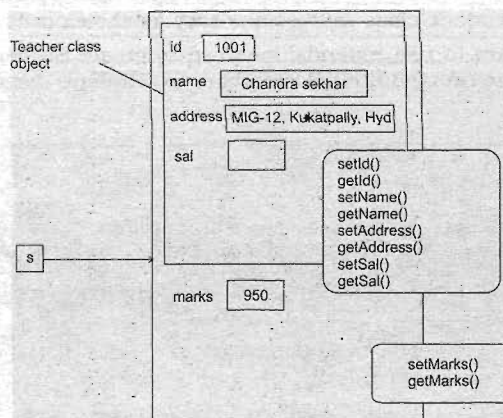 Teacher class
object
id 1001
name Chandra sekhar
address MIG-12, Kukatpally, Hyd
sal
setId()
getId()
setName()
getName()
setAddress()
getAddress()
setSal()
getSal()
s
marks 950
setMarks()
getMarks()